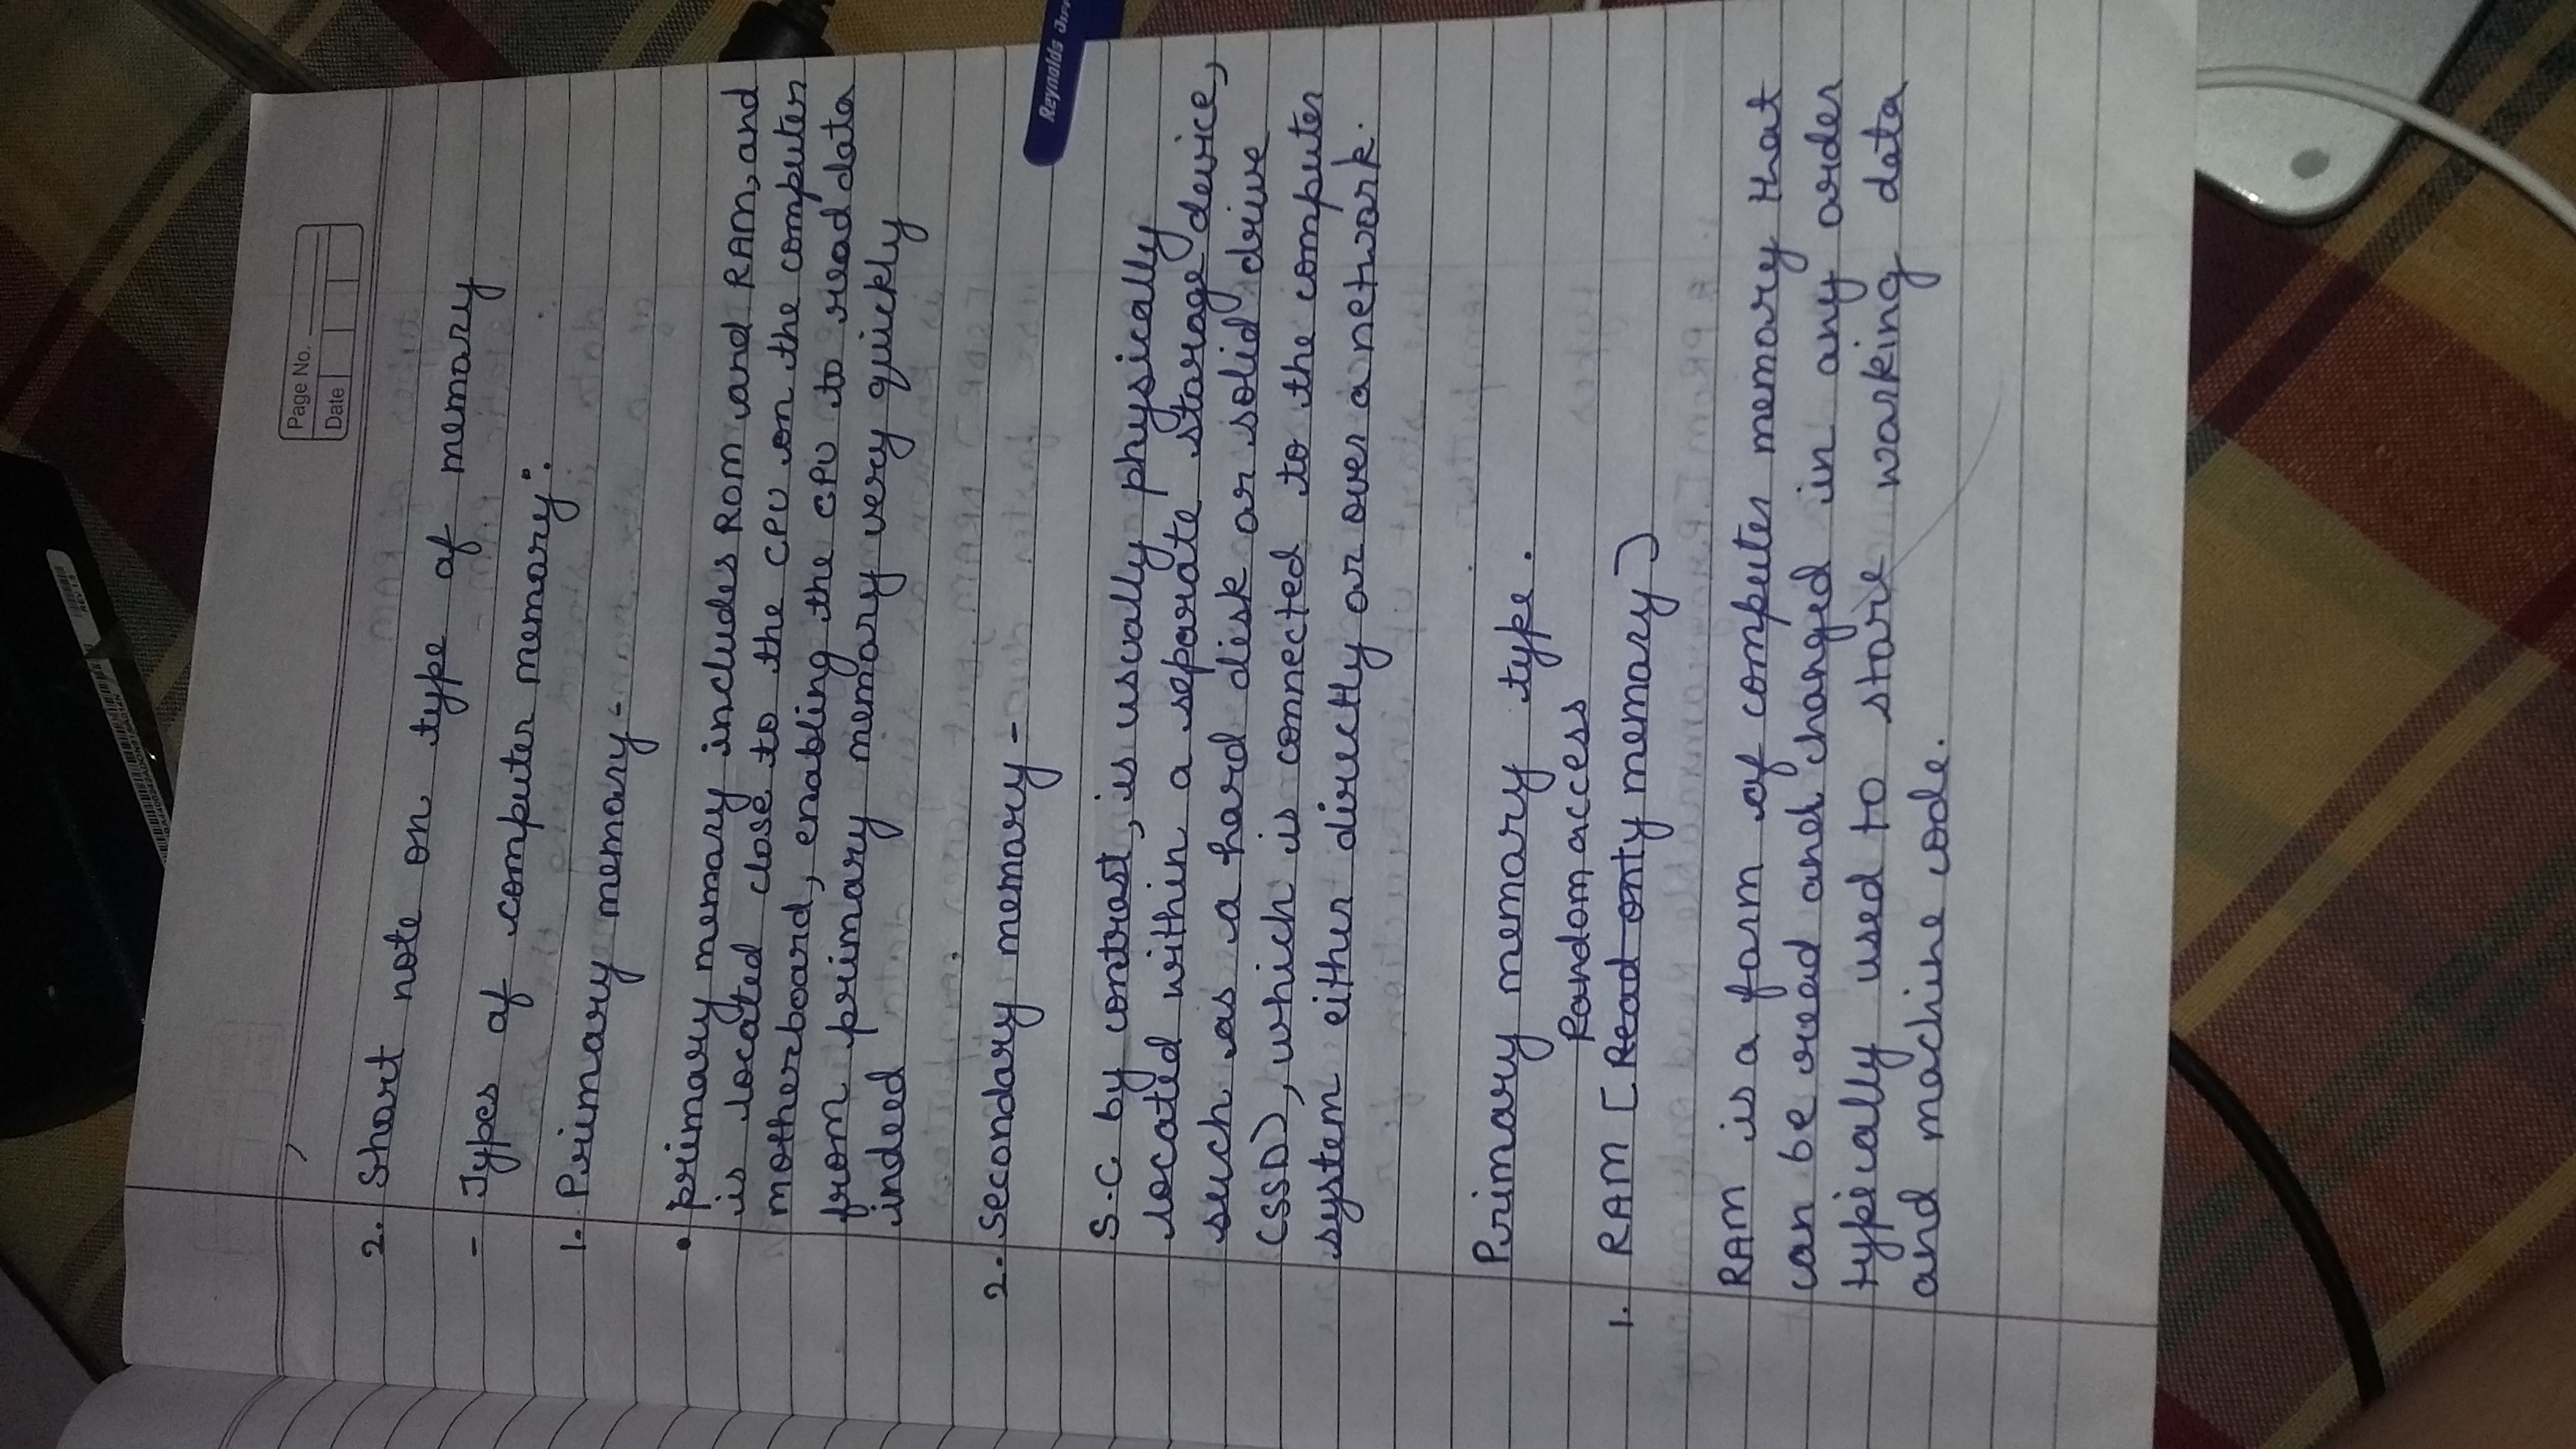 REV 1.5
Page No.
Date
2. Short note on type of memory
- Types of computer memory:
1. Primary memory -
• primary memory includes ROM and RAM, and
is located close to the CPU on the computer
motherboard, enabling the CPU to read data
from primary memory very quickly
indeed
2. secondary memory -
S.C by contrast, is usually physically
located within a separate storage device,
such as a hard disk or solid drive
(SSD), which is connected to the computer
system either directly or over a network.
Reynolds
Primary memory type.
Random access
1. RAM [Read only memory]
RAM is a form of computer memory that
can be read and changed in any order
typically used to store working data
and machine code.